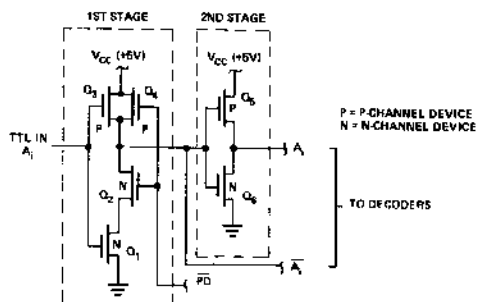 1ST STAGE
2ND STAGE
VCC (+5V)
VCC (+5V)
Q3
Q4
P
P
Q5
P
P = P-CHANNEL DEVICE
N = N-CHANNEL DEVICE
TTL IN
Ai
Ai
N
Q2
N
Q6
TO DECODERS
N
Q1
Ai
PD